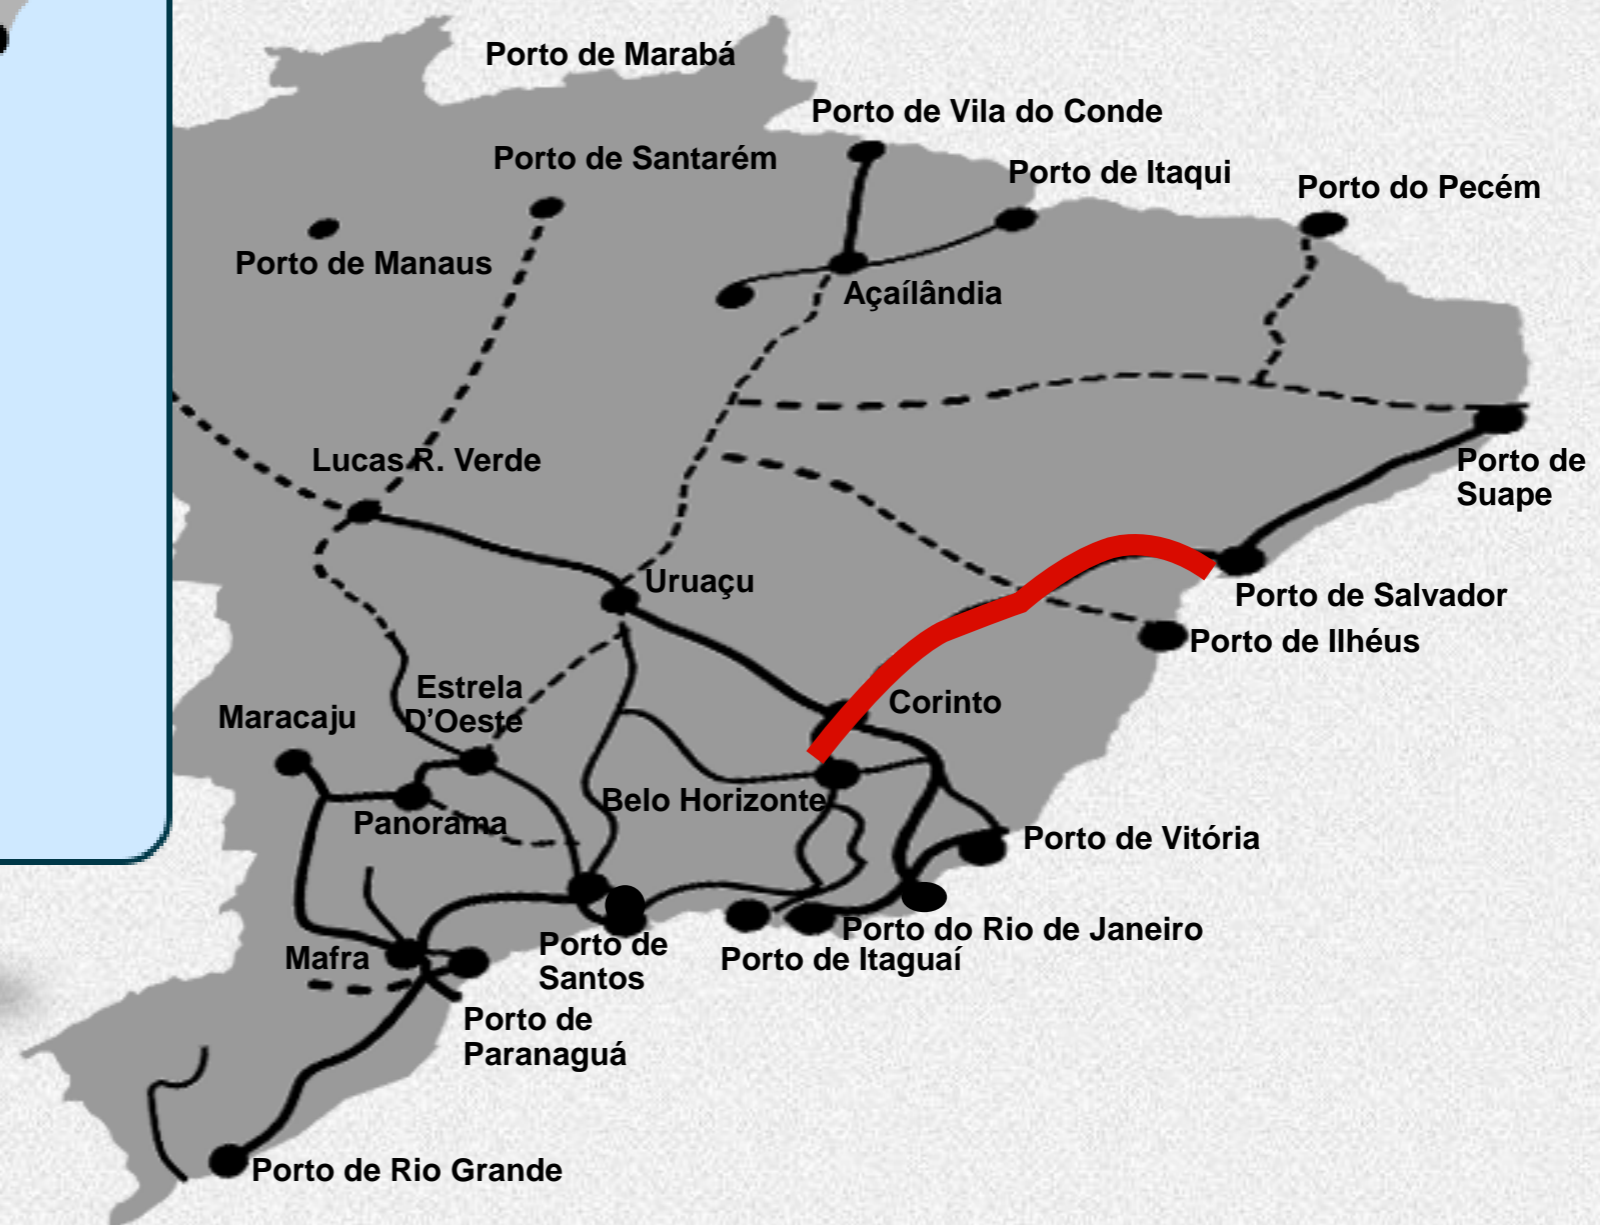 Porto de Marabá
Porto de Vila do Conde
Porto de Santarém
Porto de Itaqui
Porto do Pecém
Porto de Manaus
Açaílândia
Lucas R. Verde
Porto de
Suape
Uruaçu
Porto de Salvador
Porto de Ilhéus
Estrela
D’Oeste
Maracaju
Corinto
Belo Horizonte
Panorama
Porto de Vitória
Porto do Rio de Janeiro
Porto de Itaguaí
Porto de
Santos
Mafra
Porto de
Paranaguá
Porto de Rio Grande